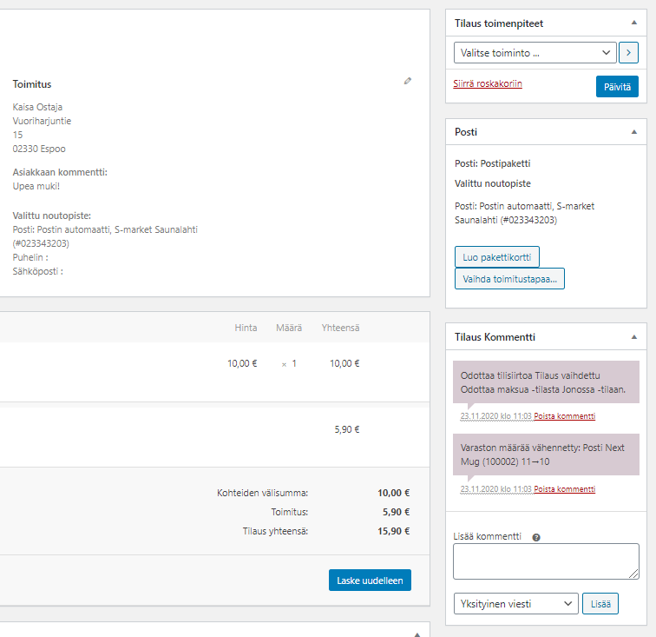 Toimitus
Kaisa Ostaja
Vuoriharjuntie
15
02330 Espoo
Asiakkaan kommentti:
Upea muki!
Valittu noutopiste:
Posti: Postin automaatti, S-market Saunalahti
(#023343203)
Puhelin :
Sähköposti :
Hinta Määrä Yhteensä
10,00 € × 1 10,00 €
5,90 €
Kohteiden välisumma: 10,00 €
Toimitus: 5,90 €
Tilaus yhteensä: 15,90 €
Laske uudelleen
Tilaus toimenpiteet
Valitse toiminto ...
Siirrä roskakoriin Päivitä
Posti
Posti: Postipaketti
Valittu noutopiste
Posti: Postin automaatti, S-market
Saunalahti (#023343203)
Luo pakettikortti
Vaihda toimitustapaa...
Tilaus Kommentti
Odottaa tilisiirtoa Tilaus vaihdettu
Odottaa maksua -tilasta Jonossa -tilaan.
23.11.2020 klo 11:03 Poista kommentti
Varaston määrää vähennetty: Posti Next
Mug (100002) 11→10
23.11.2020 klo 11:03 Poista kommentti
Lisää kommentti
Yksityinen viesti Lisää